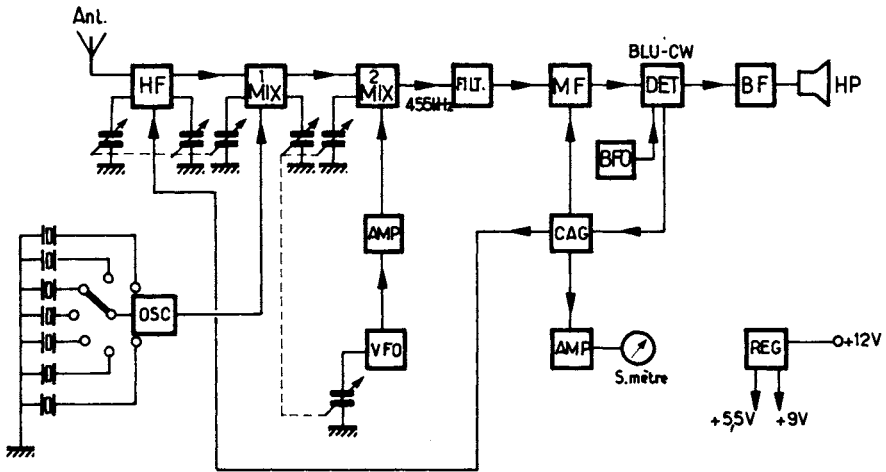 Ant.
HF
1
MIX
2
MIX
455kHz
FILT.
MF
BLU-CW
DET
BF
HP
BFO
AMP
CAG
OSC
VFO
AMP
S.mètre
REG
+12V
+5,5V
+9V